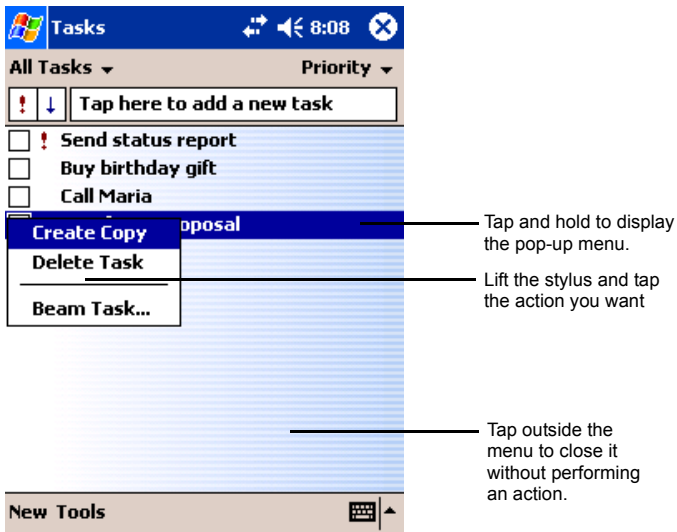 Tasks 8:08
All Tasks Priority
! ↓ Tap here to add a new task
! Send status report
Buy birthday gift
Call Maria
oposal
Create Copy
Delete Task
Beam Task...
New Tools
Tap and hold to display
the pop-up menu.
Lift the stylus and tap
the action you want
Tap outside the
menu to close it
without performing
an action.